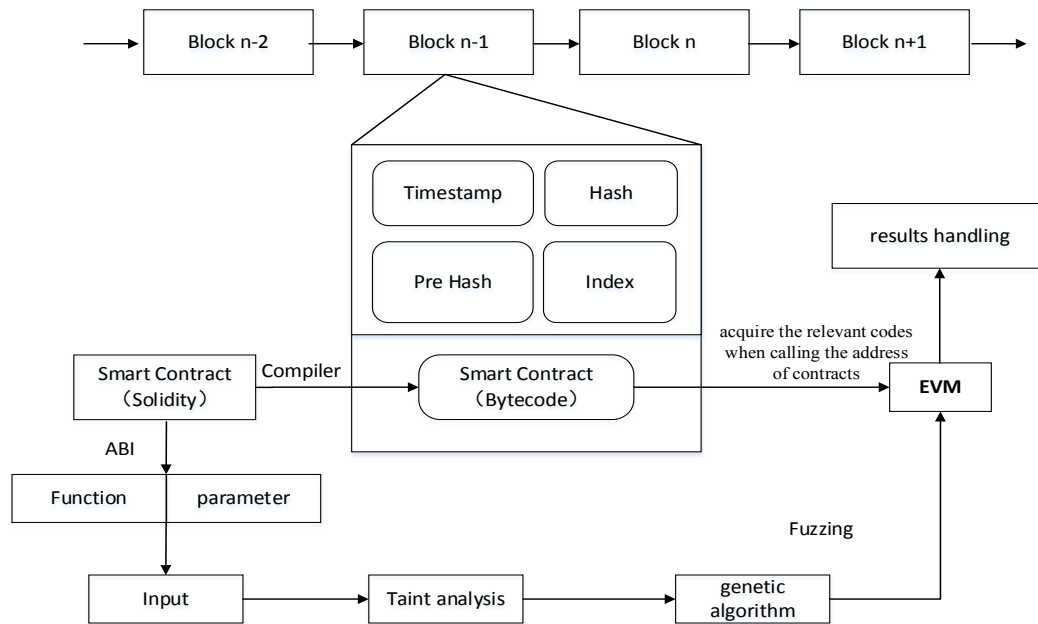 Block n-2
Block n-1
Block n
Block n+1
Timestamp
Hash
results handling
Pre Hash
Index
acquire the relevant codes
when calling the address
of contracts
Smart Contract
（Solidity）
Compiler
Smart Contract
（Bytecode）
EVM
ABI
Function
parameter
Fuzzing
Input
Taint analysis
genetic
algorithm